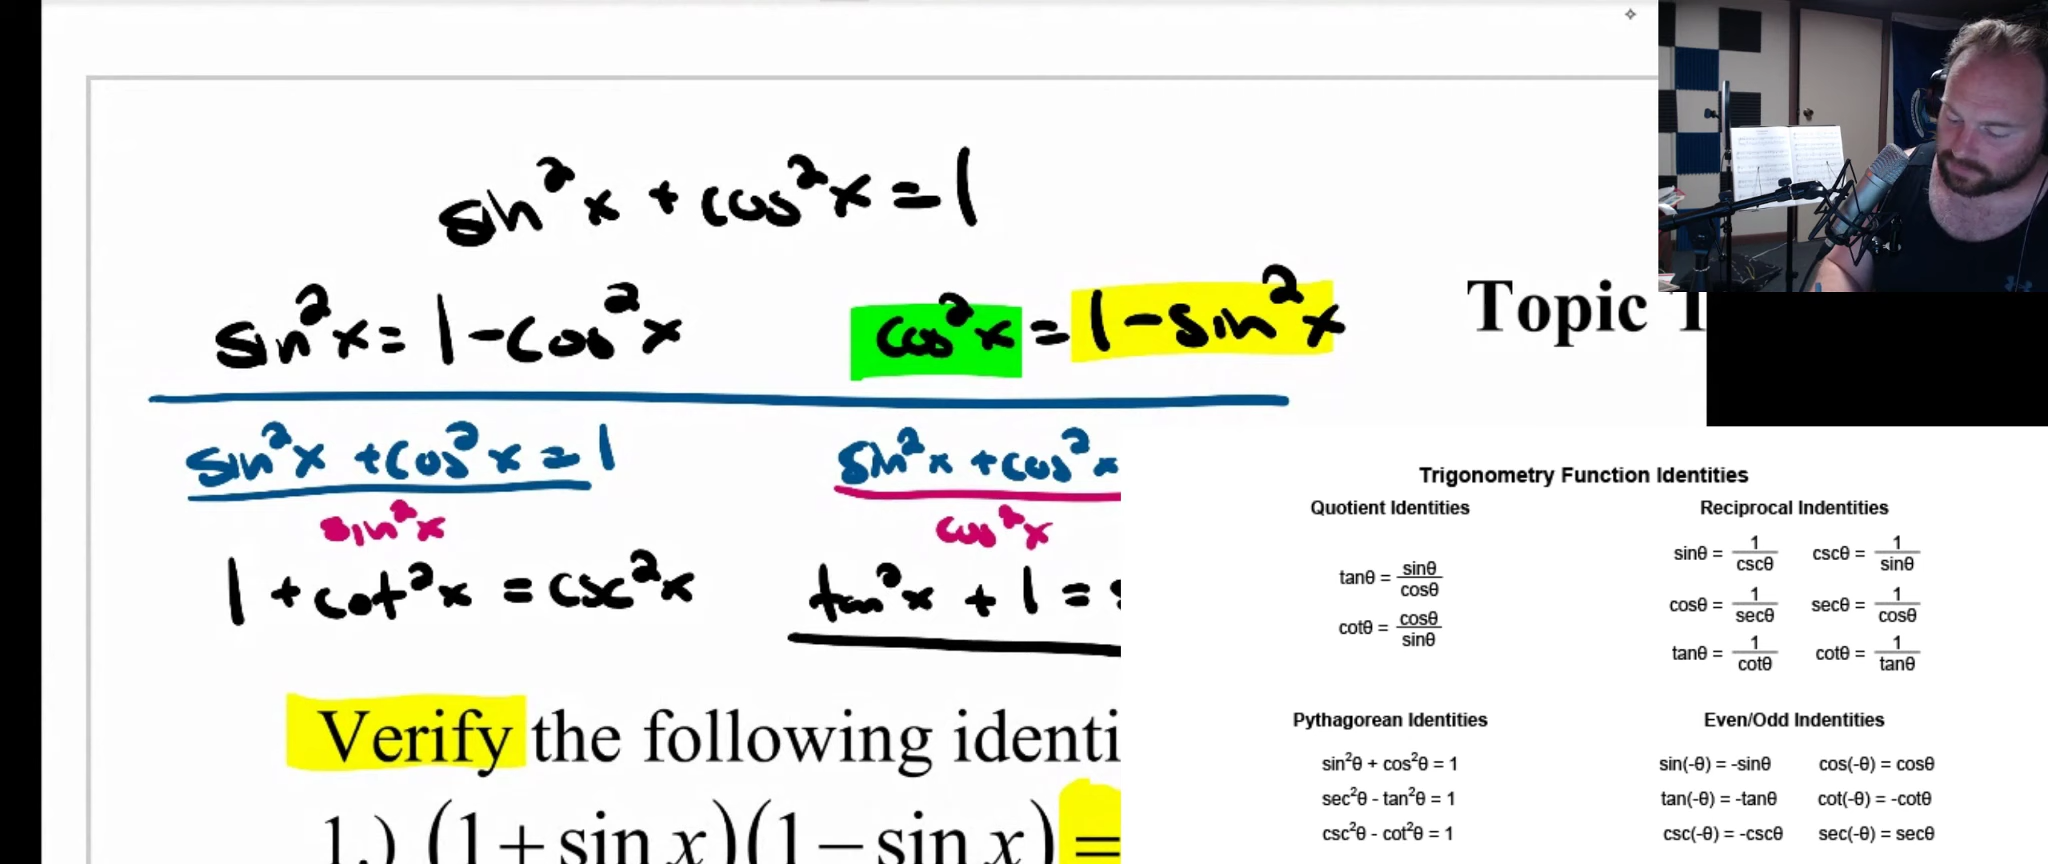 sin²x + cos²x = 1
sin²x = 1 - cos²x
cos²x = 1 - sin²x
Topic
sin²x + cos²x = 1
sin²x
1 + cot²x = csc²x
sin²x + cos²x
cos²x
tan²x + 1 =
Verify the following identi
1.) (1 + sin x)(1 − sin x) =
Trigonometry Function Identities
Quotient Identities
tanθ = sinθ/cosθ
cotθ = cosθ/sinθ
Reciprocal Indentities
sinθ = 1/cscθ cscθ = 1/sinθ
cosθ = 1/secθ secθ = 1/cosθ
tanθ = 1/cotθ cotθ = 1/tanθ
Pythagorean Identities
sin²θ + cos²θ = 1
sec²θ - tan²θ = 1
csc²θ - cot²θ = 1
Even/Odd Indentities
sin(-θ) = -sinθ cos(-θ) = cosθ
tan(-θ) = -tanθ cot(-θ) = -cotθ
csc(-θ) = -cscθ sec(-θ) = secθ